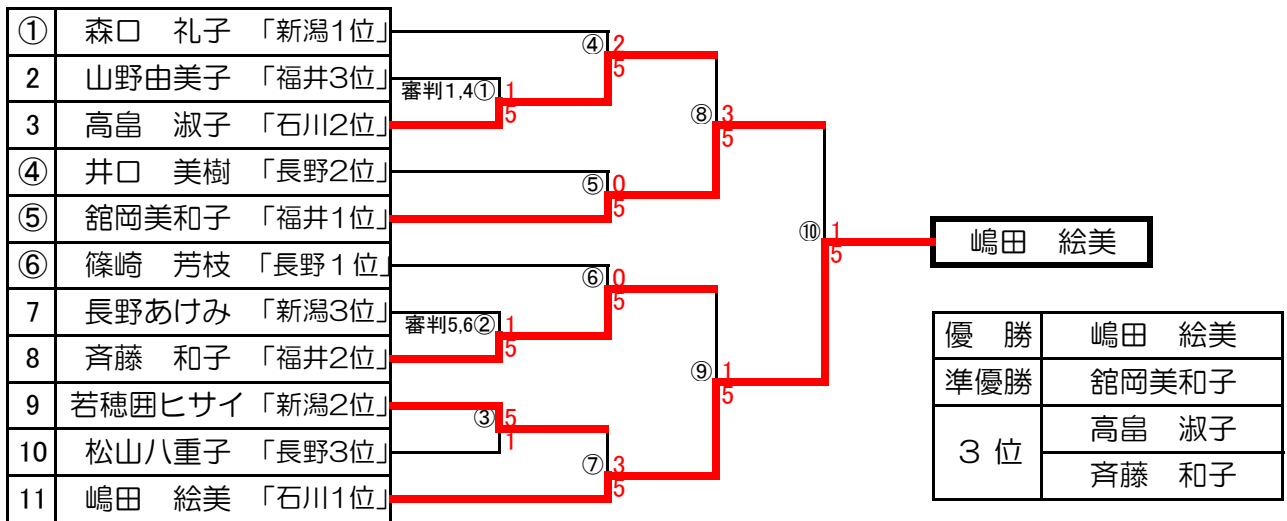 ① 森口　礼子 「新潟1位」
2 山野由美子 「福井3位」
3 高畠　淑子 「石川2位」
④ 井口　美樹 「長野2位」
⑤ 舘岡美和子 「福井1位」
⑥ 篠崎　芳枝 「長野１位」
7 長野あけみ 「新潟3位」
8 斉藤　和子 「福井2位」
9 若穂囲ヒサイ 「新潟2位」
10 松山八重子 「長野3位」
11 嶋田　絵美 「石川1位」
審判1,4① 1
5
審判5,6② 1
5
③ 5
1
④ 2
5
⑤ 0
5
⑥ 0
5
⑦ 3
5
⑧ 3
5
⑨ 1
5
⑩ 1
5
嶋田　絵美
優　勝 嶋田　絵美
準優勝 舘岡美和子
３ 位 高畠　淑子
斉藤　和子